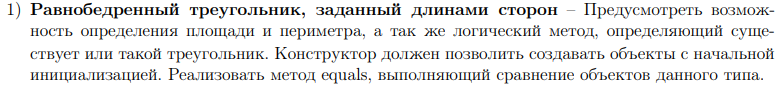 1) Равнобедренный треугольник, заданный длинами сторон – Предусмотреть возмож-
ность определения площади и периметра, а так же логический метод, определяющий суще-
ствует или такой треугольник. Конструктор должен позволить создавать объекты с начальной
инициализацией. Реализовать метод equals, выполняющий сравнение объектов данного типа.